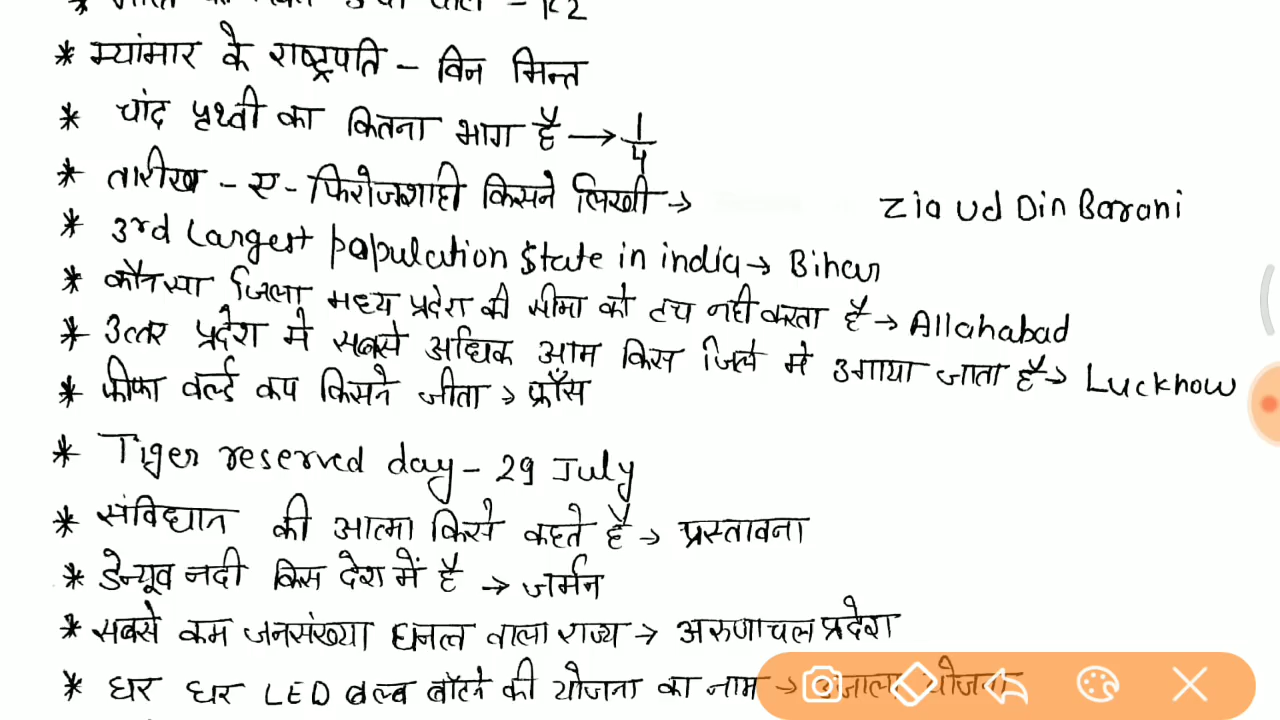 * म्यांमार के राष्ट्रपति - विन मिन्त
* चांद पृथ्वी का कितना भाग है → 1/4
* तारीख - ए - फिरोजशाही किसने लिखी → Zia ud Din Barani
* 3rd Largest population State in india → Bihar
* कौनसा जिला मध्य प्रदेश की सीमा को टच नही करता है → Allahabad
* उत्तर प्रदेश मे सबसे अधिक आम किस जिले मे उगाया जाता है → Lucknow
* फीफा वर्ल्ड कप किसने जीता → फ्राँस
* Tiger reserved day - 29 July
* संविधान की आत्मा किसे कहते है → प्रस्तावना
* डेन्यूब नदी किस देश में है → जर्मन
* सबसे कम जनसंख्या घनत्व वाला राज्य → अरुणाचल प्रदेश
* घर घर LED बल्ब बाँटने की योजना का नाम → उजाला योजना